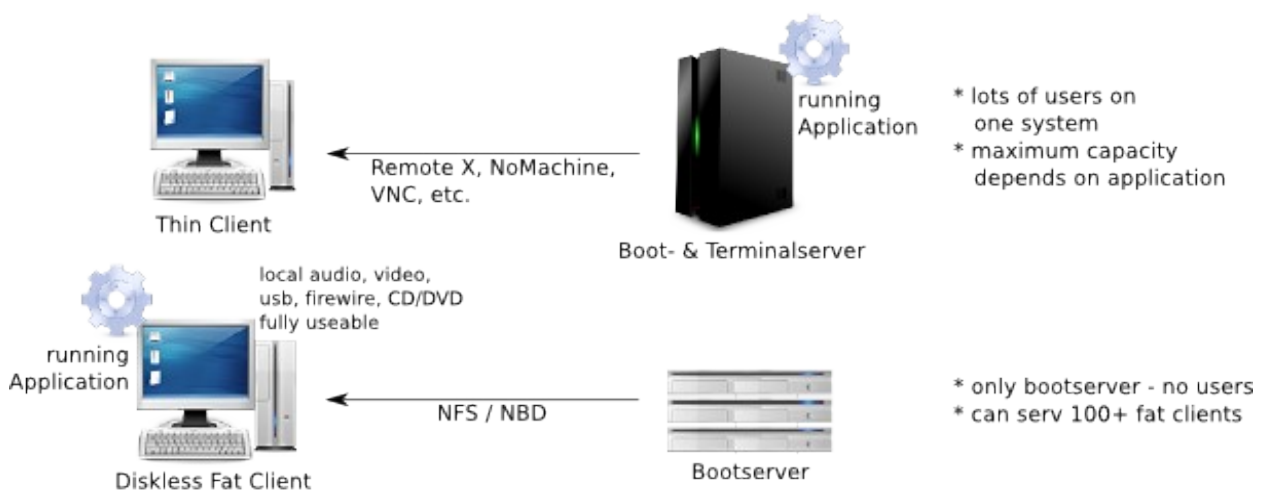 running
Application
* lots of users on
one system
* maximum capacity
depends on application
Remote X, NoMachine,
VNC, etc.
Thin Client
Boot- & Terminalserver
local audio, video,
usb, firewire, CD/DVD
fully useable
running
Application
NFS / NBD
* only bootserver - no users
* can serv 100+ fat clients
Bootserver
Diskless Fat Client